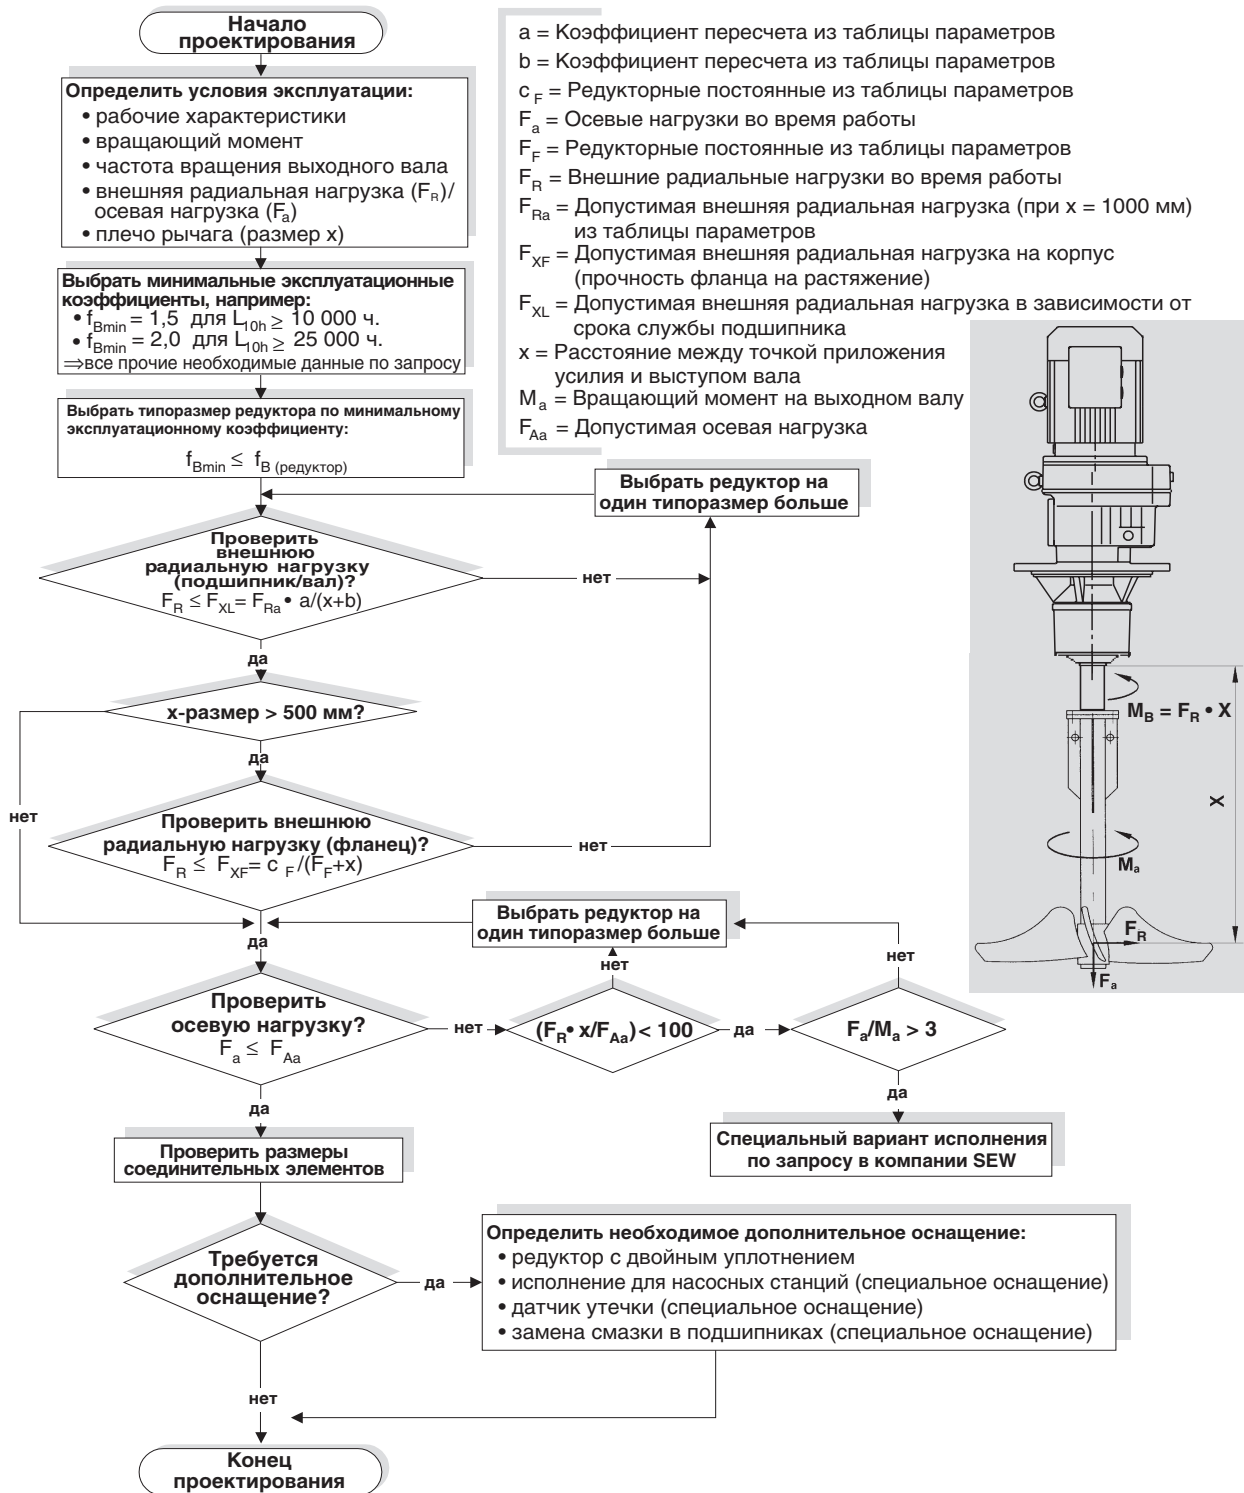 Начало
проектирования
Определить условия эксплуатации:
• рабочие характеристики
• вращающий момент
• частота вращения выходного вала
• внешняя радиальная нагрузка (FR)/
осевая нагрузка (Fa)
• плечо рычага (размер x)
Выбрать минимальные эксплуатационные
коэффициенты, например:
• fBmin = 1,5 для L10h ≥ 10 000 ч.
• fBmin = 2,0 для L10h ≥ 25 000 ч.
⇒все прочие необходимые данные по запросу
Выбрать типоразмер редуктора по минимальному
эксплуатационному коэффициенту:
fBmin ≤ fB (редуктор)
a = Коэффициент пересчета из таблицы параметров
b = Коэффициент пересчета из таблицы параметров
c F = Редукторные постоянные из таблицы параметров
Fa = Осевые нагрузки во время работы
FF = Редукторные постоянные из таблицы параметров
FR = Внешние радиальные нагрузки во время работы
FRa = Допустимая внешняя радиальная нагрузка (при x = 1000 мм)
из таблицы параметров
FXF = Допустимая внешняя радиальная нагрузка на корпус
(прочность фланца на растяжение)
FXL = Допустимая внешняя радиальная нагрузка в зависимости от
срока службы подшипника
x = Расстояние между точкой приложения
усилия и выступом вала
Ma = Вращающий момент на выходном валу
FAa = Допустимая осевая нагрузка
Выбрать редуктор на
один типоразмер больше
Проверить
внешнюю
радиальную нагрузку
(подшипник/вал)?
FR ≤ FXL= FRa • a/(x+b)
нет
да
x-размер > 500 мм?
да
нет
Проверить внешнюю
радиальную нагрузку (фланец)?
FR ≤ FXF= c F /(FF+x)
нет
да
Выбрать редуктор на
один типоразмер больше
нет
нет
Проверить
осевую нагрузку?
Fa ≤ FAa
нет
(FR• x/FAa) < 100
да
Fa/Ma > 3
да
да
Проверить размеры
соединительных элементов
Специальный вариант исполнения
по запросу в компании SEW
Требуется
дополнительное
оснащение?
да
Определить необходимое дополнительное оснащение:
• редуктор с двойным уплотнением
• исполнение для насосных станций (специальное оснащение)
• датчик утечки (специальное оснащение)
• замена смазки в подшипниках (специальное оснащение)
нет
Конец
проектирования
MB = FR • X
X
Ma
FR
Fa